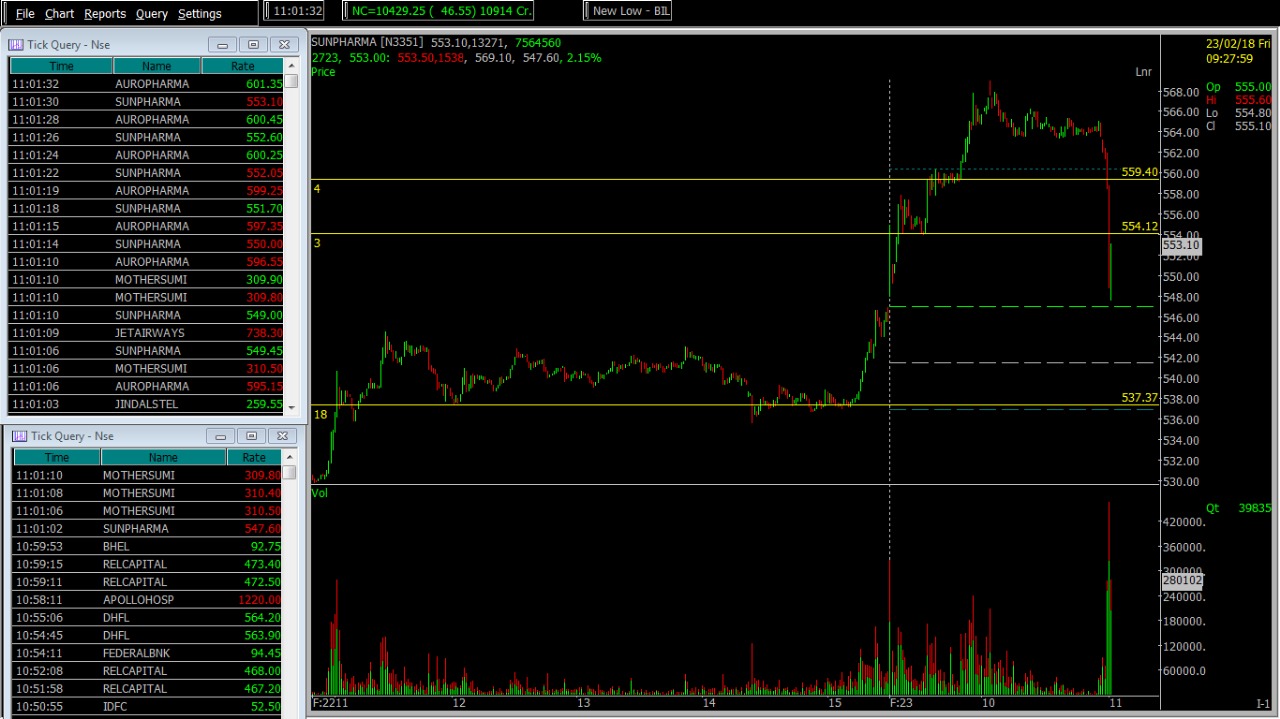 File Chart Reports Query Settings 11:01:32 NC=10429.25 ( 46.55) 10914 Cr. New Low - BIL
Tick Query - Nse
Time Name Rate
11:01:32 AUROPHARMA 601.35
11:01:30 SUNPHARMA 553.10
11:01:28 AUROPHARMA 600.45
11:01:26 SUNPHARMA 552.60
11:01:24 AUROPHARMA 600.25
11:01:22 SUNPHARMA 552.05
11:01:19 AUROPHARMA 599.25
11:01:18 SUNPHARMA 551.70
11:01:15 AUROPHARMA 597.35
11:01:14 SUNPHARMA 550.00
11:01:10 AUROPHARMA 596.55
11:01:10 MOTHERSUMI 309.90
11:01:10 MOTHERSUMI 309.80
11:01:10 SUNPHARMA 549.00
11:01:09 JETAIRWAYS 738.30
11:01:06 SUNPHARMA 549.45
11:01:06 MOTHERSUMI 310.50
11:01:06 AUROPHARMA 595.15
11:01:03 JINDALSTEL 259.55
Tick Query - Nse
Time Name Rate
11:01:10 MOTHERSUMI 309.80
11:01:08 MOTHERSUMI 310.40
11:01:06 MOTHERSUMI 310.50
11:01:02 SUNPHARMA 547.60
10:59:53 BHEL 92.75
10:59:15 RELCAPITAL 473.40
10:59:11 RELCAPITAL 472.50
10:58:11 APOLLOHOSP 1220.00
10:55:06 DHFL 564.20
10:54:45 DHFL 563.90
10:54:11 FEDERALBNK 94.45
10:52:08 RELCAPITAL 468.00
10:51:58 RELCAPITAL 467.20
10:50:55 IDFC 52.50
SUNPHARMA [N3351] 553.10,13271, 7564560
2723, 553.00: 553.50,1538, 569.10, 547.60, 2.15%
Price Lnr
568.00
566.00
564.00
562.00
559.40 560.00
4
558.00
556.00
554.12 554.00
3
553.10
552.00
550.00
548.00
546.00
544.00
542.00
540.00
537.37 538.00
18
536.00
534.00
532.00
530.00
Vol
420000.
360000.
300000.
280102
240000.
180000.
120000.
60000.0
F:2211 12 13 14 15 F:23 10 11 I-1
23/02/18 Fri
09:27:59
Op 555.00
Hi 555.60
Lo 554.80
Cl 555.10
Qt 39835